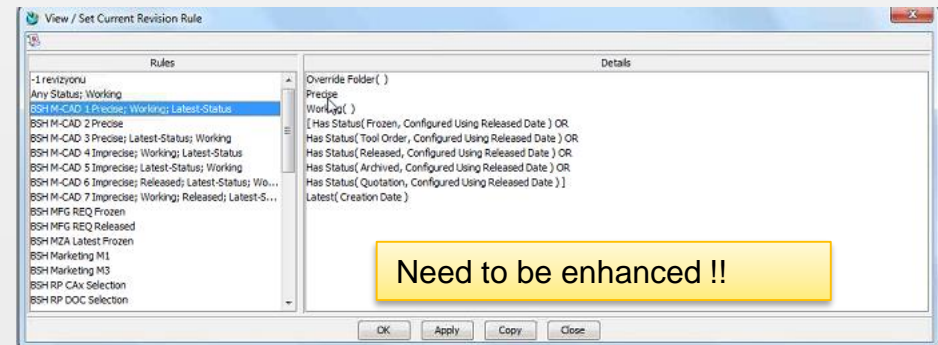 View / Set Current Revision Rule
Rules
Details
-1 revizyonu
Any Status; Working
BSH M-CAD 1 Precise; Working; Latest-Status
BSH M-CAD 2 Precise
BSH M-CAD 3 Precise; Latest-Status; Working
BSH M-CAD 4 Imprecise; Working; Latest-Status
BSH M-CAD 5 Imprecise; Latest-Status; Working
BSH M-CAD 6 Imprecise; Released; Latest-Status; Wo...
BSH M-CAD 7 Imprecise; Working; Released; Latest-S...
BSH MFG REQ Frozen
BSH MFG REQ Released
BSH MZA Latest Frozen
BSH Marketing M1
BSH Marketing M3
BSH RP CAx Selection
BSH RP DOC Selection
Override Folder( )
Precise
Working( )
[ Has Status( Frozen, Configured Using Released Date ) OR
Has Status( Tool Order, Configured Using Released Date ) OR
Has Status( Released, Configured Using Released Date ) OR
Has Status( Archived, Configured Using Released Date ) OR
Has Status( Quotation, Configured Using Released Date ) ]
Latest( Creation Date )
Need to be enhanced !!
OK Apply Copy Close